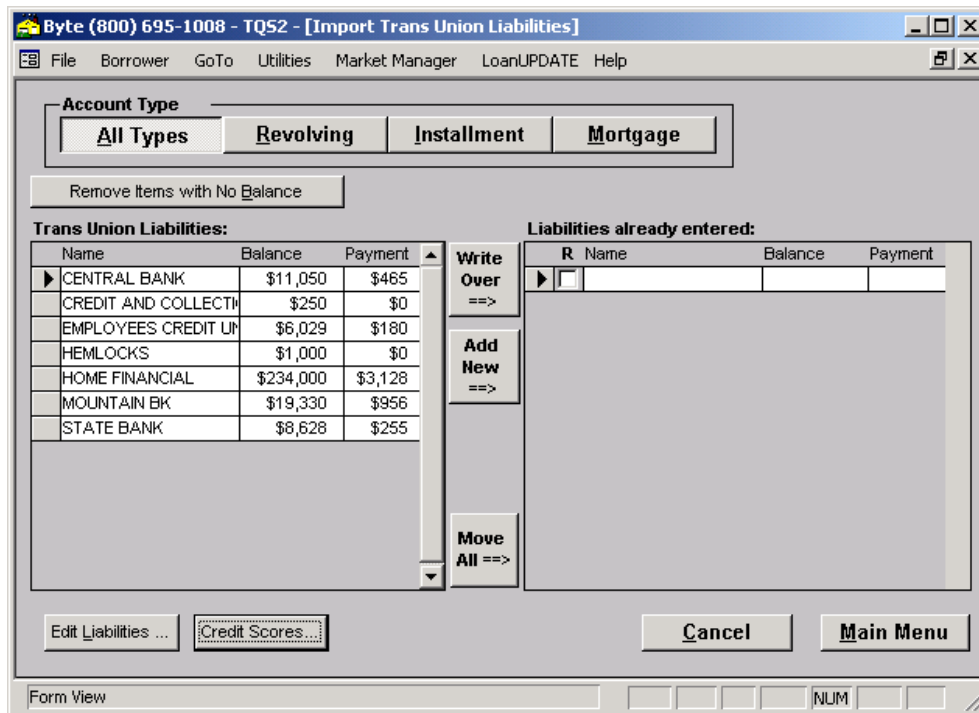 Byte (800) 695-1008 - TQS2 - [Import Trans Union Liabilities]
File Borrower GoTo Utilities Market Manager LoanUPDATE Help
Account Type
All Types Revolving Installment Mortgage
Remove Items with No Balance
Trans Union Liabilities: Liabilities already entered:
Name Balance Payment Write R Name Balance Payment
CENTRAL BANK $11,050 $465 Over
CREDIT AND COLLECTI $250 $0 ==>
EMPLOYEES CREDIT UN $6,029 $180
HEMLOCKS $1,000 $0 Add
HOME FINANCIAL $234,000 $3,128 New
MOUNTAIN BK $19,330 $956 ==>
STATE BANK $8,628 $255
Move
All ==>
Edit Liabilities ... Credit Scores... Cancel Main Menu
Form View NUM